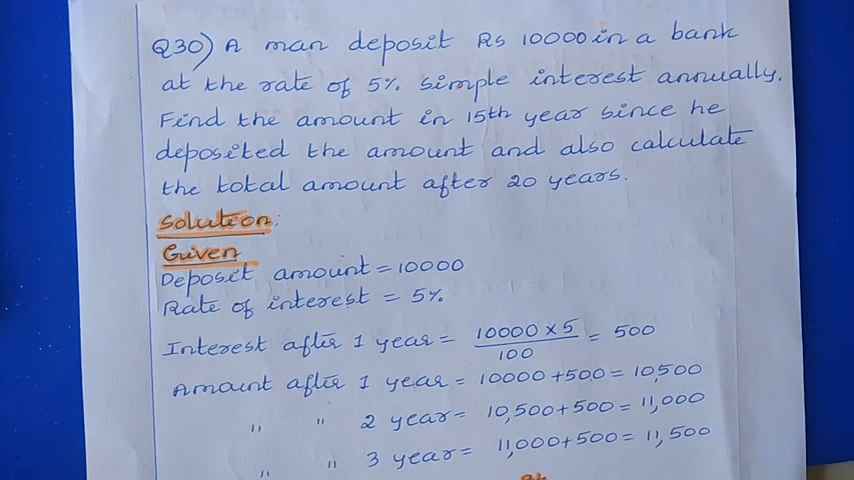 Q30) A man deposit Rs 10000 in a bank
at the rate of 5% simple interest annually.
Find the amount in 15th year since he
deposited the amount and also calculate
the total amount after 20 years.
Solution:
Given
Deposit amount = 10000
Rate of interest = 5%
Interest after 1 year = 10000 × 5 / 100 = 500
Amount after 1 year = 10000 + 500 = 10,500
" " 2 year = 10,500 + 500 = 11,000
" " 3 year = 11,000 + 500 = 11,500